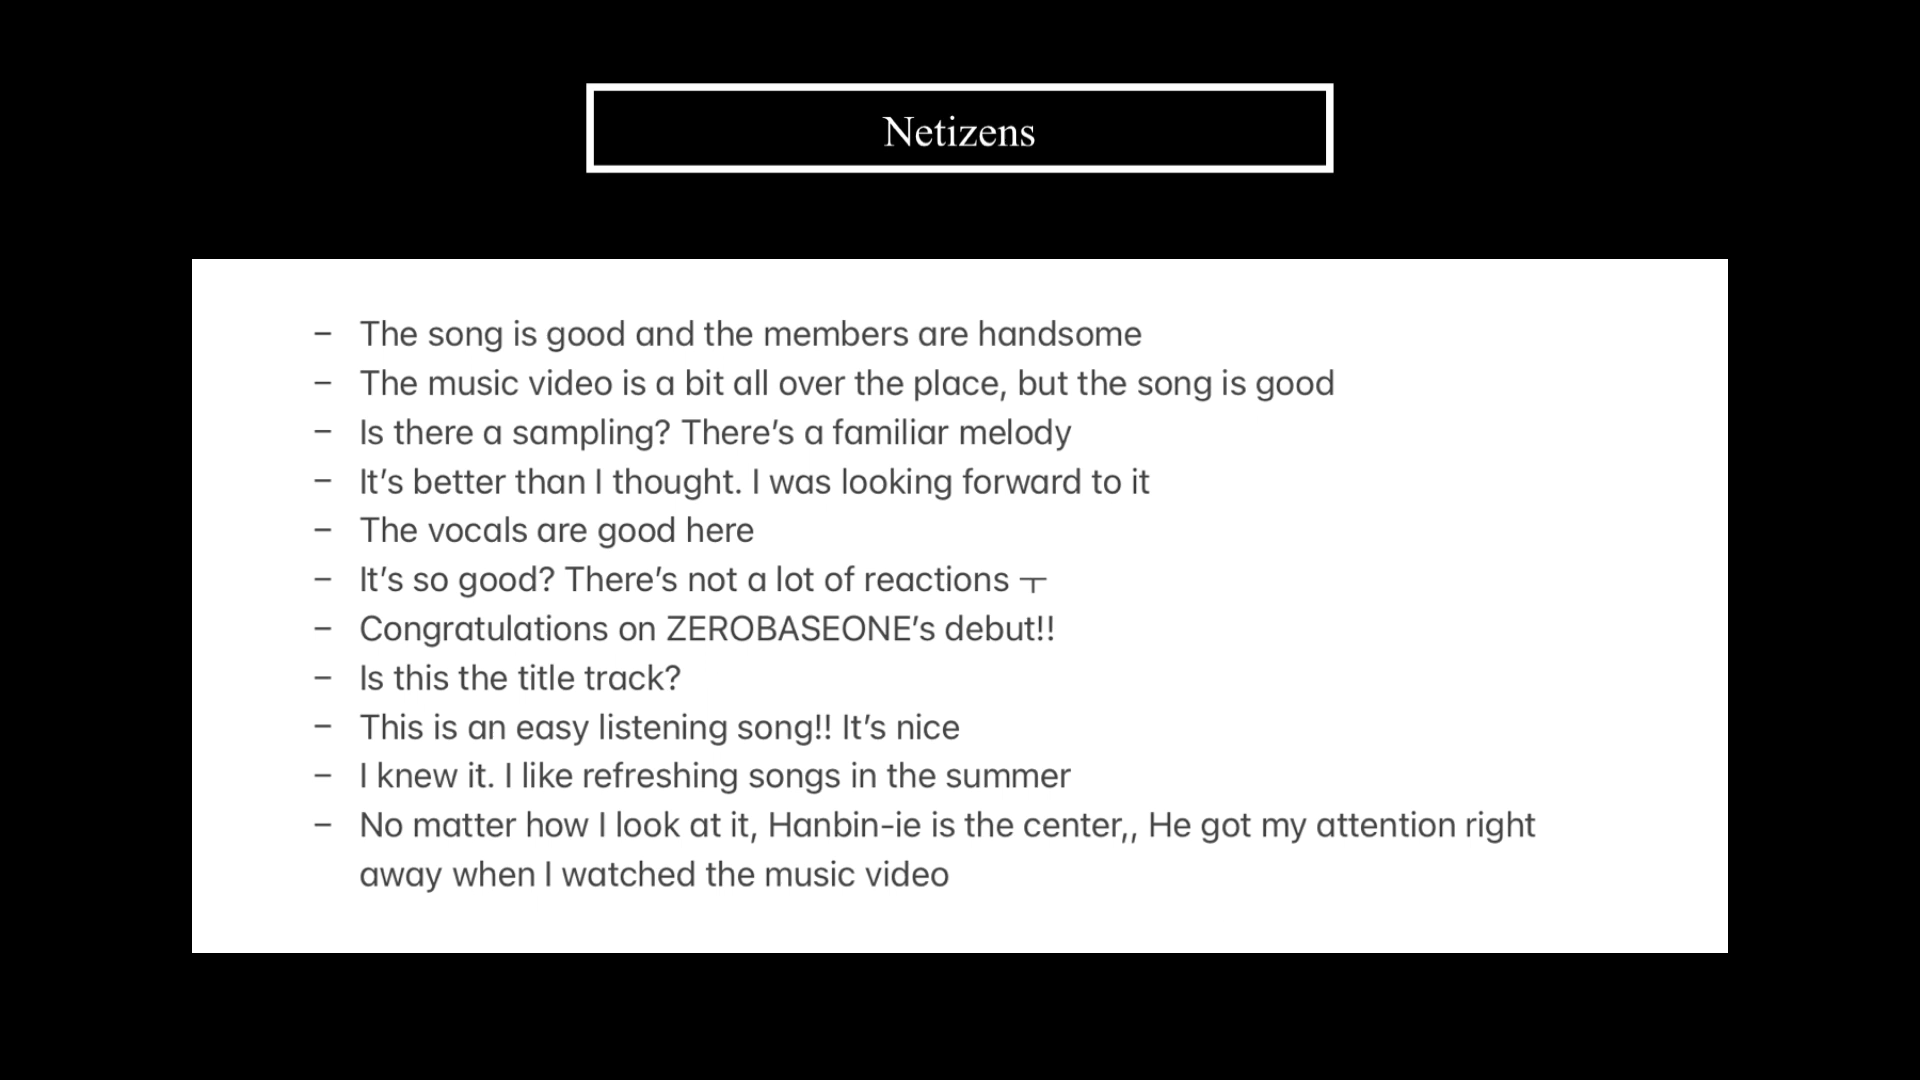 Netizens
– The song is good and the members are handsome
– The music video is a bit all over the place, but the song is good
– Is there a sampling? There’s a familiar melody
– It’s better than I thought. I was looking forward to it
– The vocals are good here
– It’s so good? There’s not a lot of reactions ㅜ
– Congratulations on ZEROBASEONE’s debut!!
– Is this the title track?
– This is an easy listening song!! It’s nice
– I knew it. I like refreshing songs in the summer
– No matter how I look at it, Hanbin-ie is the center,, He got my attention right
away when I watched the music video